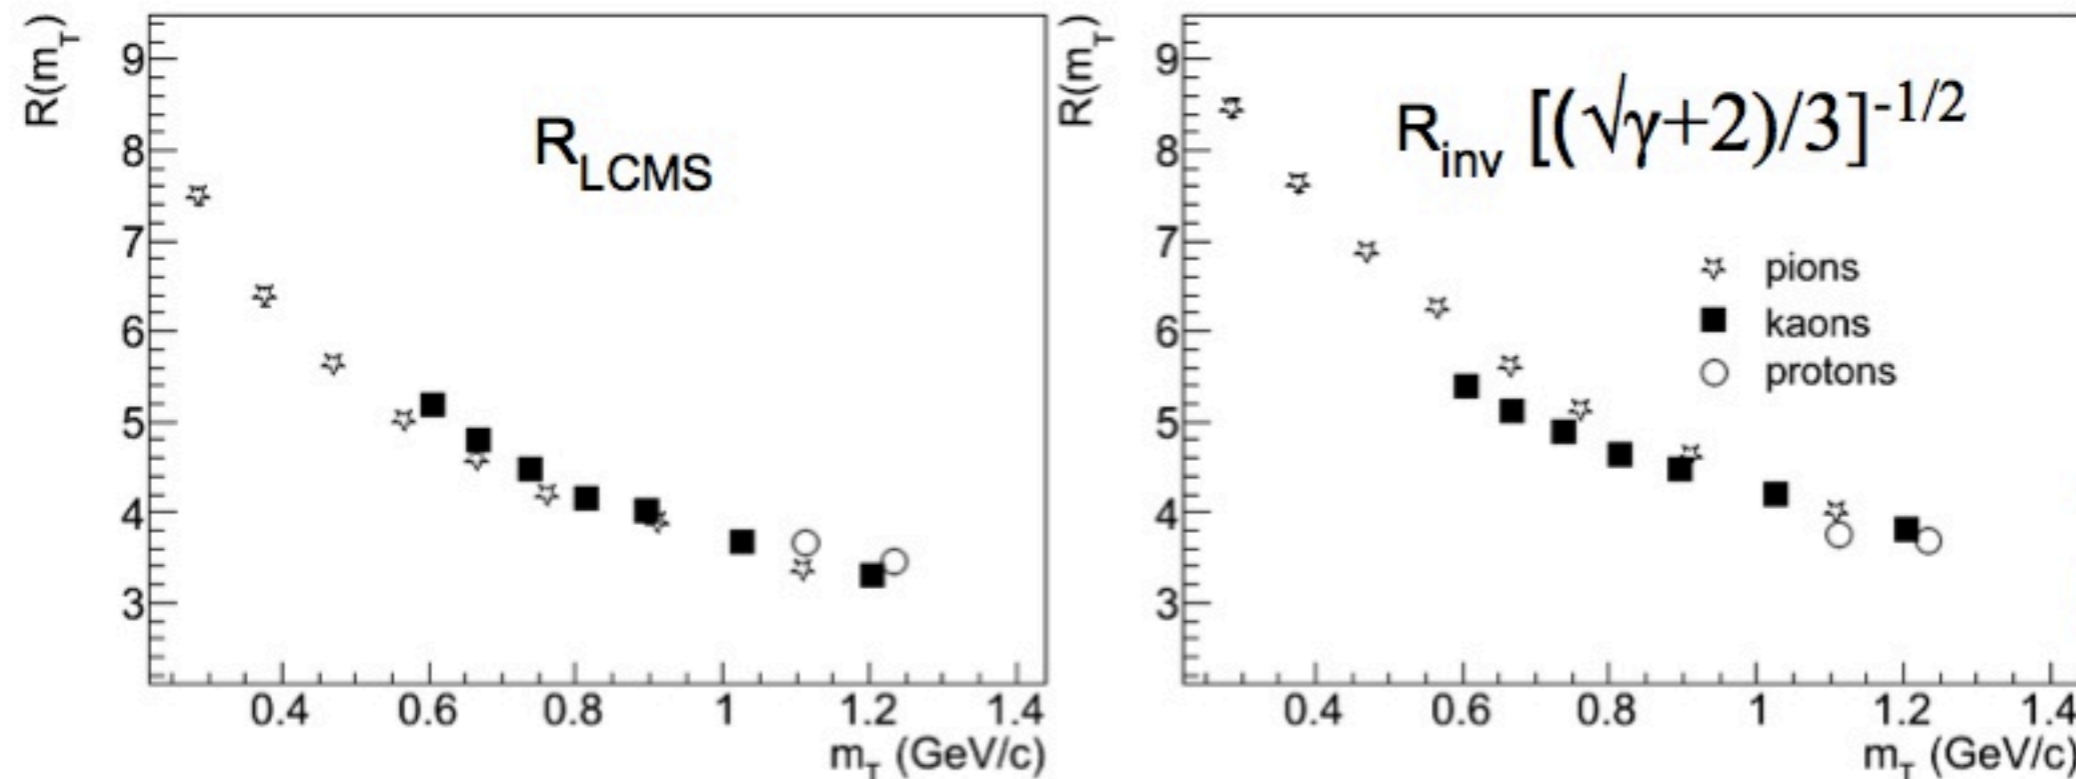 R(m_T)
9
8
7
6
5
4
3
R_LCMS
0.4 0.6 0.8 1 1.2 1.4
m_T (GeV/c)
R(m_T)
9
8
7
6
5
4
3
R_inv [(√γ+2)/3]^-1/2
pions
kaons
protons
0.4 0.6 0.8 1 1.2 1.4
m_T (GeV/c)